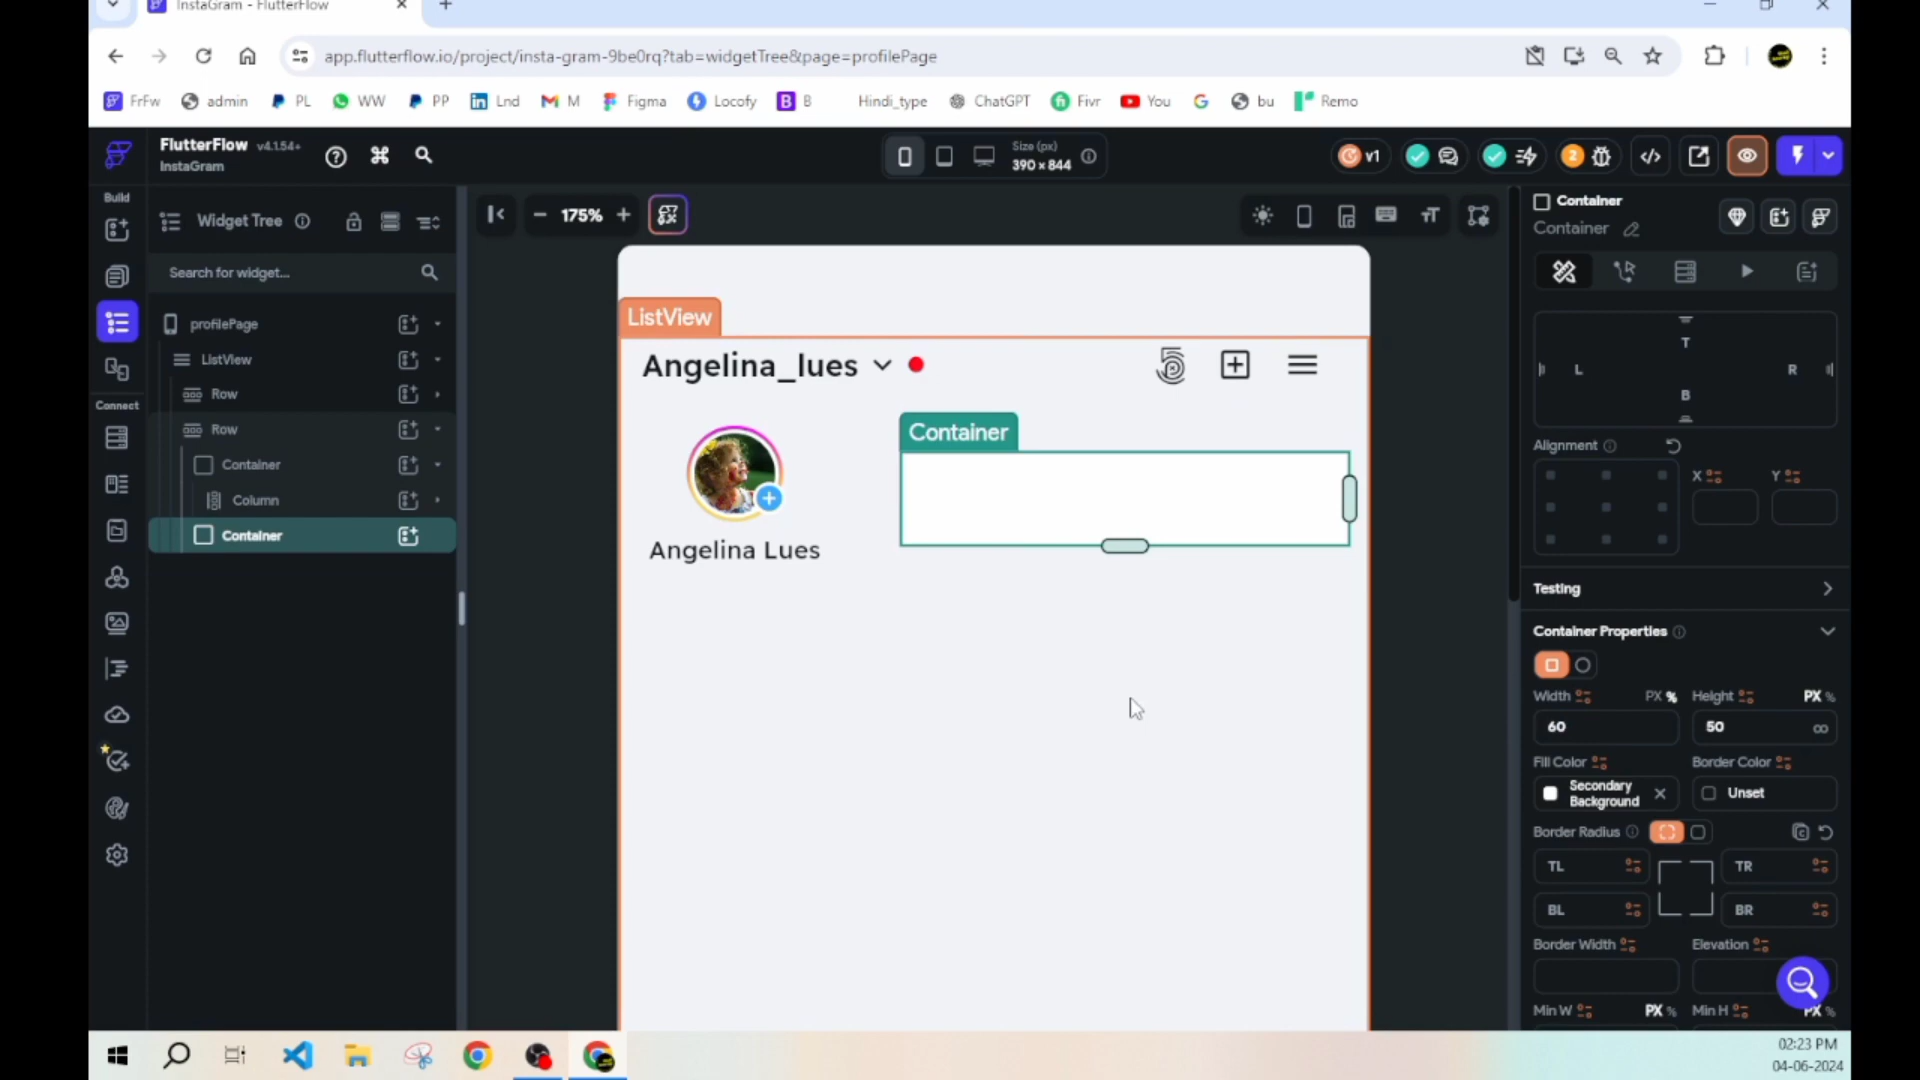 InstaGram - FlutterFlow
app.flutterflow.io/project/insta-gram-9be0rq?tab=widgetTree&page=profilePage
FrFw admin PL WW PP Lnd M Figma Locofy B B Hindi_type ChatGPT Fivr You bu Remo
FlutterFlow v4.1.54+
InstaGram
Size (px)
390 × 844
v1
2
Build
Connect
Widget Tree
Search for widget...
profilePage
ListView
Row
Row
Container
Column
Container
175%
ListView
Angelina_lues
Container
Angelina Lues
Container
Container
T
L R
B
Alignment X Y
Testing
Container Properties
Width PX % Height PX %
60 50 ∞
Fill Color Border Color
Secondary Background Unset
Border Radius
TL TR
BL BR
Border Width Elevation
Min W PX % Min H PX %
02:23 PM
04-06-2024